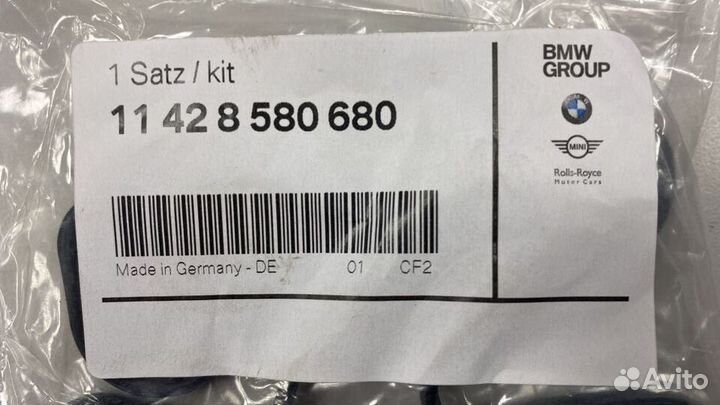 1 Satz / kit
11 42 8 580 680
Made in Germany - DE 01 CF2
BMW
GROUP
MINI
Rolls-Royce
Motor Cars
Avito